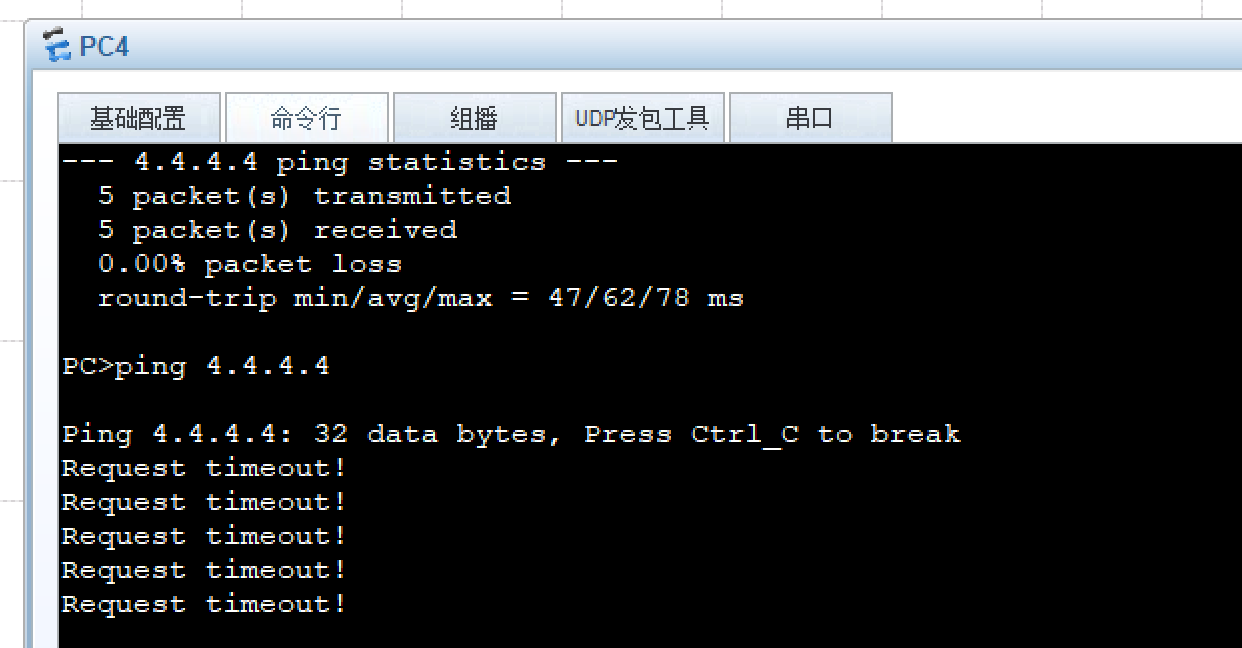 PC4
基础配置 命令行 组播 UDP发包工具 串口
--- 4.4.4.4 ping statistics ---
5 packet(s) transmitted
5 packet(s) received
0.00% packet loss
round-trip min/avg/max = 47/62/78 ms
PC>ping 4.4.4.4
Ping 4.4.4.4: 32 data bytes, Press Ctrl_C to break
Request timeout!
Request timeout!
Request timeout!
Request timeout!
Request timeout!